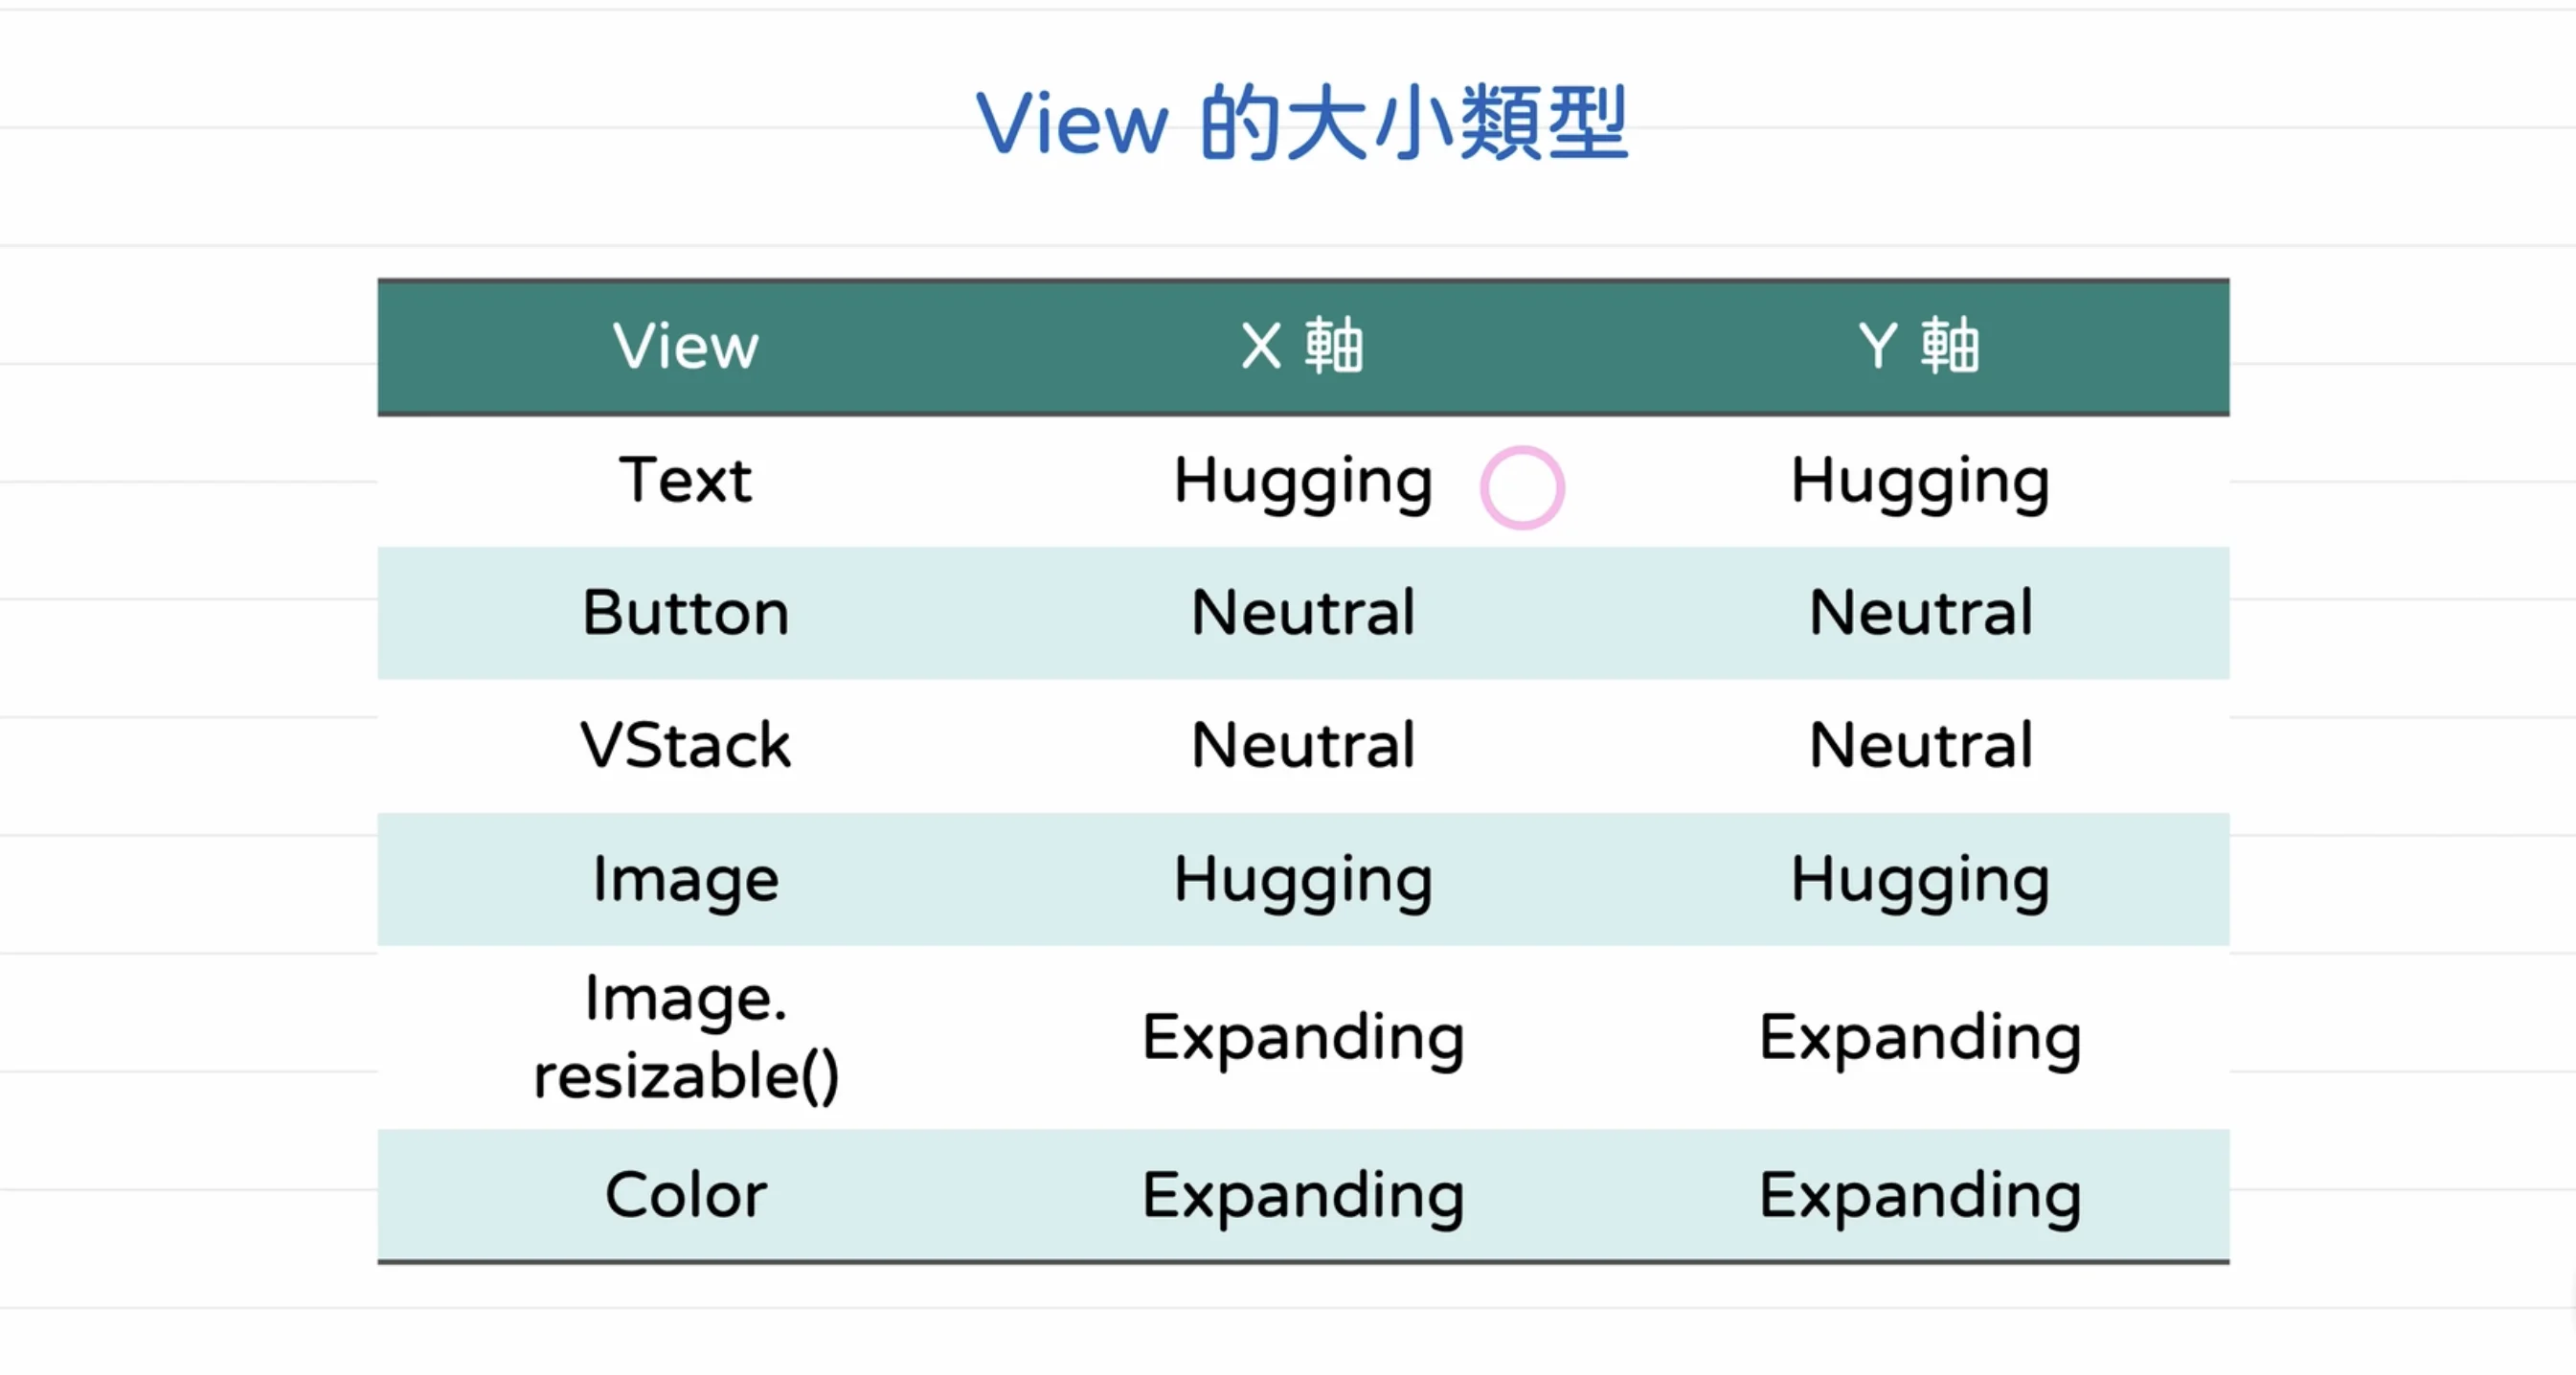 View 的大小類型
View X 軸 Y 軸
Text Hugging Hugging
Button Neutral Neutral
VStack Neutral Neutral
Image Hugging Hugging
Image.
resizable() Expanding Expanding
Color Expanding Expanding